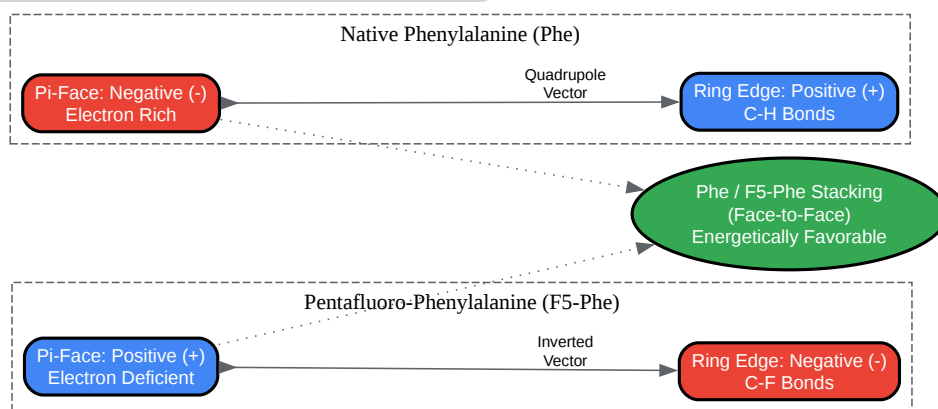 Native Phenylalanine (Phe)
Pi-Face: Negative (-)
Electron Rich
Quadrupole
Vector
Ring Edge: Positive (+)
C-H Bonds
Phe / F5-Phe Stacking
(Face-to-Face)
Energetically Favorable
Pentafluoro-Phenylalanine (F5-Phe)
Pi-Face: Positive (+)
Electron Deficient
Inverted
Vector
Ring Edge: Negative (-)
C-F Bonds